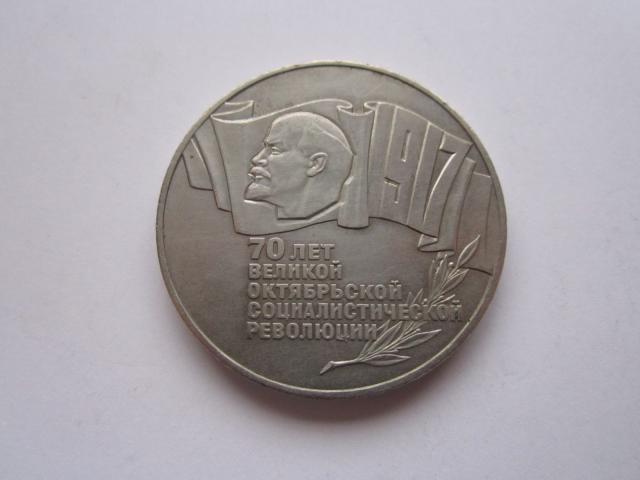 1917
70 ЛЕТ
ВЕЛИКОЙ
ОКТЯБРЬСКОЙ
СОЦИАЛИСТИЧЕСКОЙ
РЕВОЛЮЦИИ